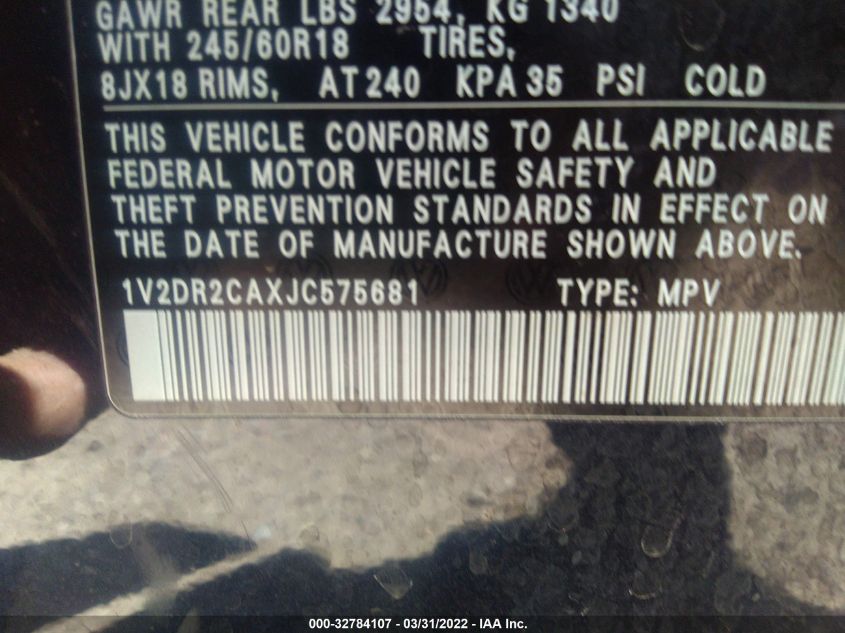 GAWR REAR LBS 2954, KG 1340
WITH 245/60R18 TIRES,
8JX18 RIMS, AT 240 KPA 35 PSI COLD
THIS VEHICLE CONFORMS TO ALL APPLICABLE
FEDERAL MOTOR VEHICLE SAFETY AND
THEFT PREVENTION STANDARDS IN EFFECT ON
THE DATE OF MANUFACTURE SHOWN ABOVE.
1V2DR2CAXJC575681 TYPE: MPV
000-32784107 - 03/31/2022 - IAA Inc.